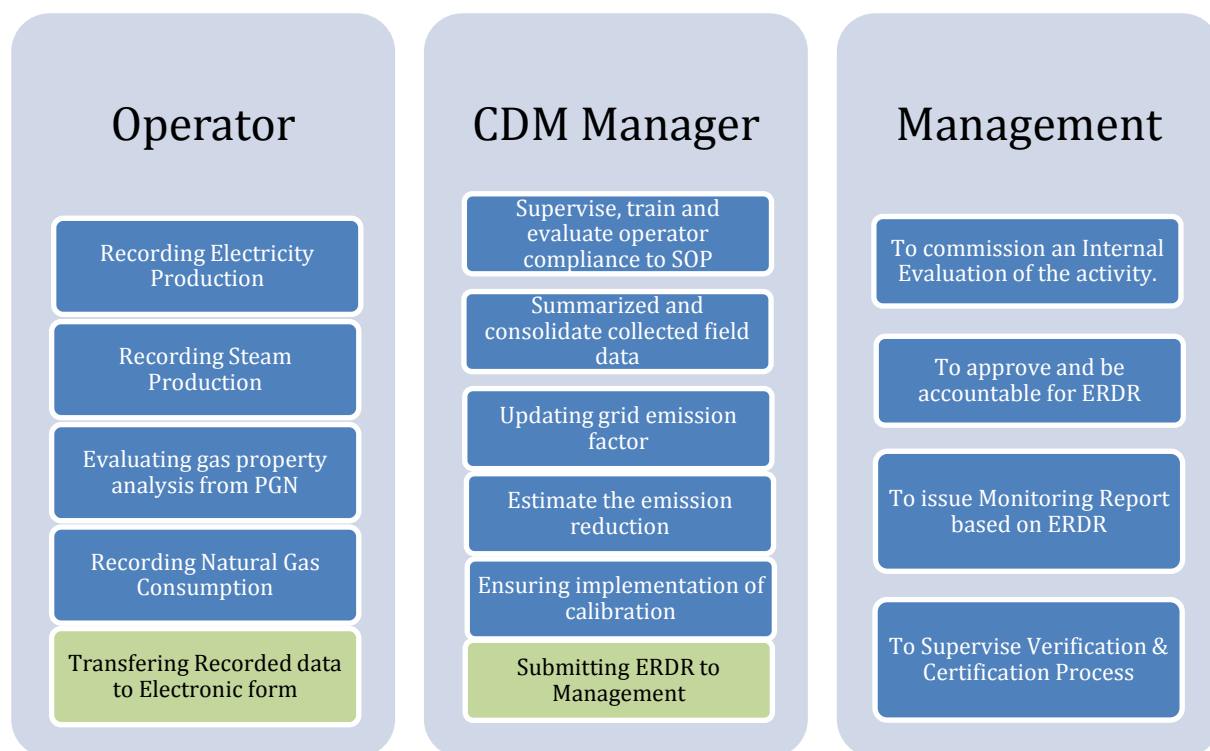 Operator
Recording Electricity
Production
Recording Steam
Production
Evaluating gas property
analysis from PGN
Recording Natural Gas
Consumption
Transfering Recorded data
to Electronic form
CDM Manager
Supervise, train and
evaluate operator
compliance to SOP
Summarized and
consolidate collected field
data
Updating grid emission
factor
Estimate the emission
reduction
Ensuring implementation of
calibration
Submitting ERDR to
Management
Management
To commission an Internal
Evaluation of the activity.
To approve and be
accountable for ERDR
To issue Monitoring Report
based on ERDR
To Supervise Verification &
Certification Process